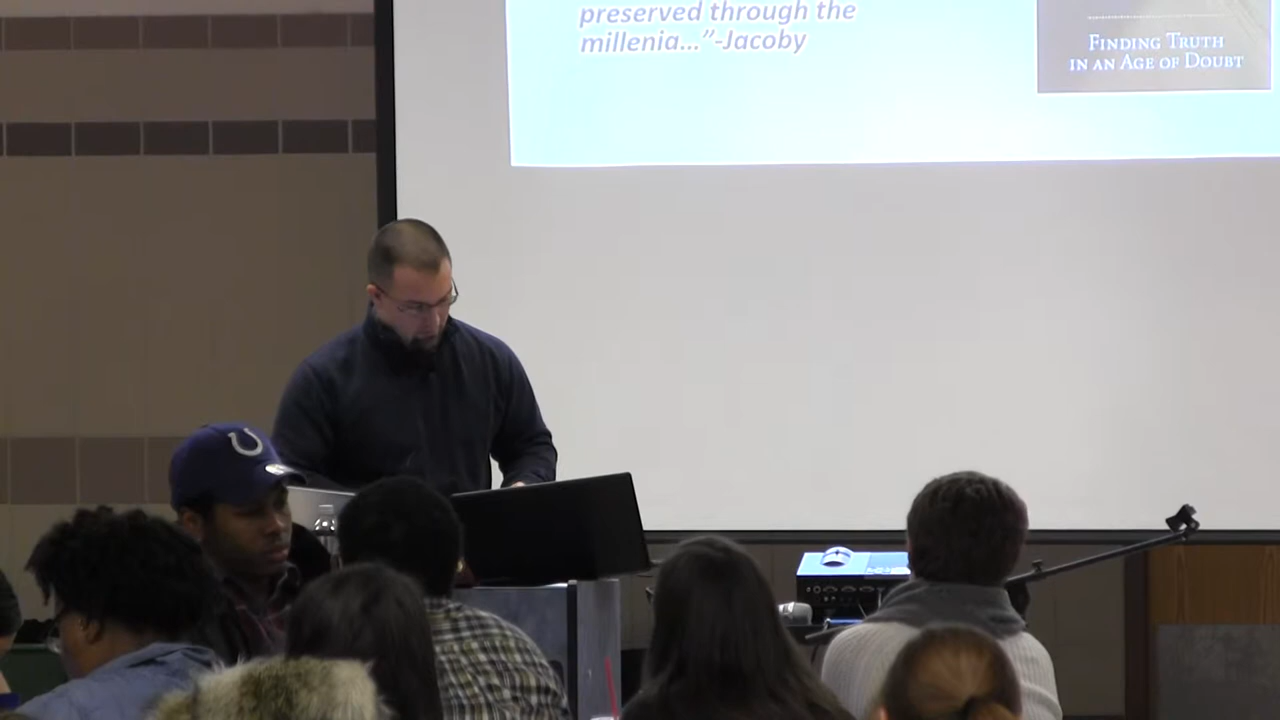 preserved through the
millenia…”-Jacoby
FINDING TRUTH
IN AN AGE OF DOUBT